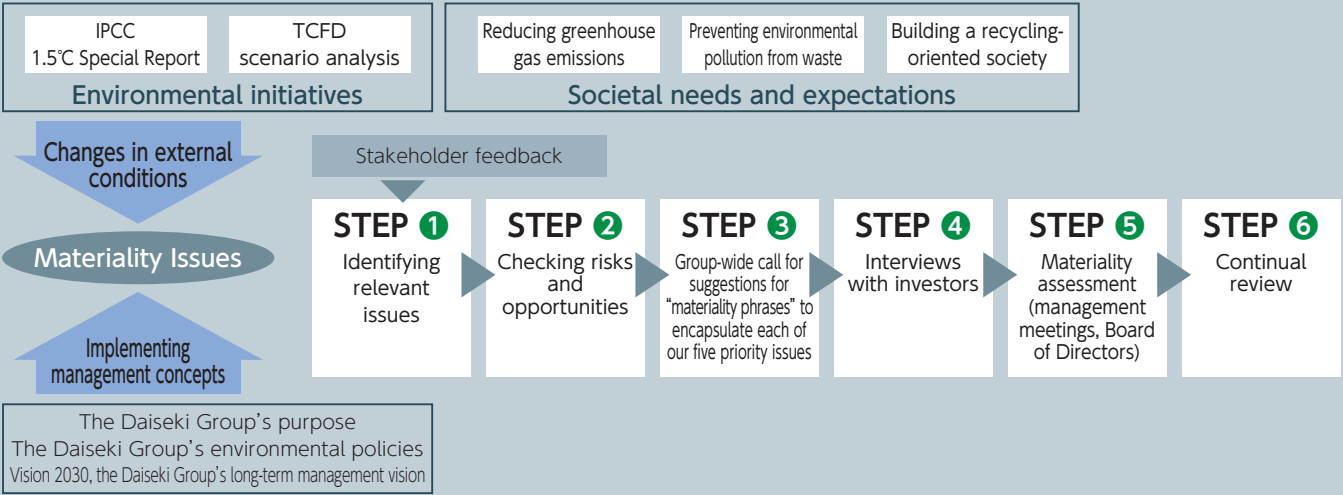 IPCC
1.5℃ Special Report
TCFD
scenario analysis
Environmental initiatives
Reducing greenhouse
gas emissions
Preventing environmental
pollution from waste
Building a recycling-
oriented society
Societal needs and expectations
Changes in external
conditions
Materiality Issues
Implementing
management concepts
The Daiseki Group's purpose
The Daiseki Group's environmental policies
Vision 2030, the Daiseki Group's long-term management vision
Stakeholder feedback
STEP 1
Identifying
relevant
issues
STEP 2
Checking risks
and
opportunities
STEP 3
Group-wide call for
suggestions for
“materiality phrases” to
encapsulate each of
our five priority issues
STEP 4
Interviews
with investors
STEP 5
Materiality
assessment
(management
meetings, Board
of Directors)
STEP 6
Continual
review